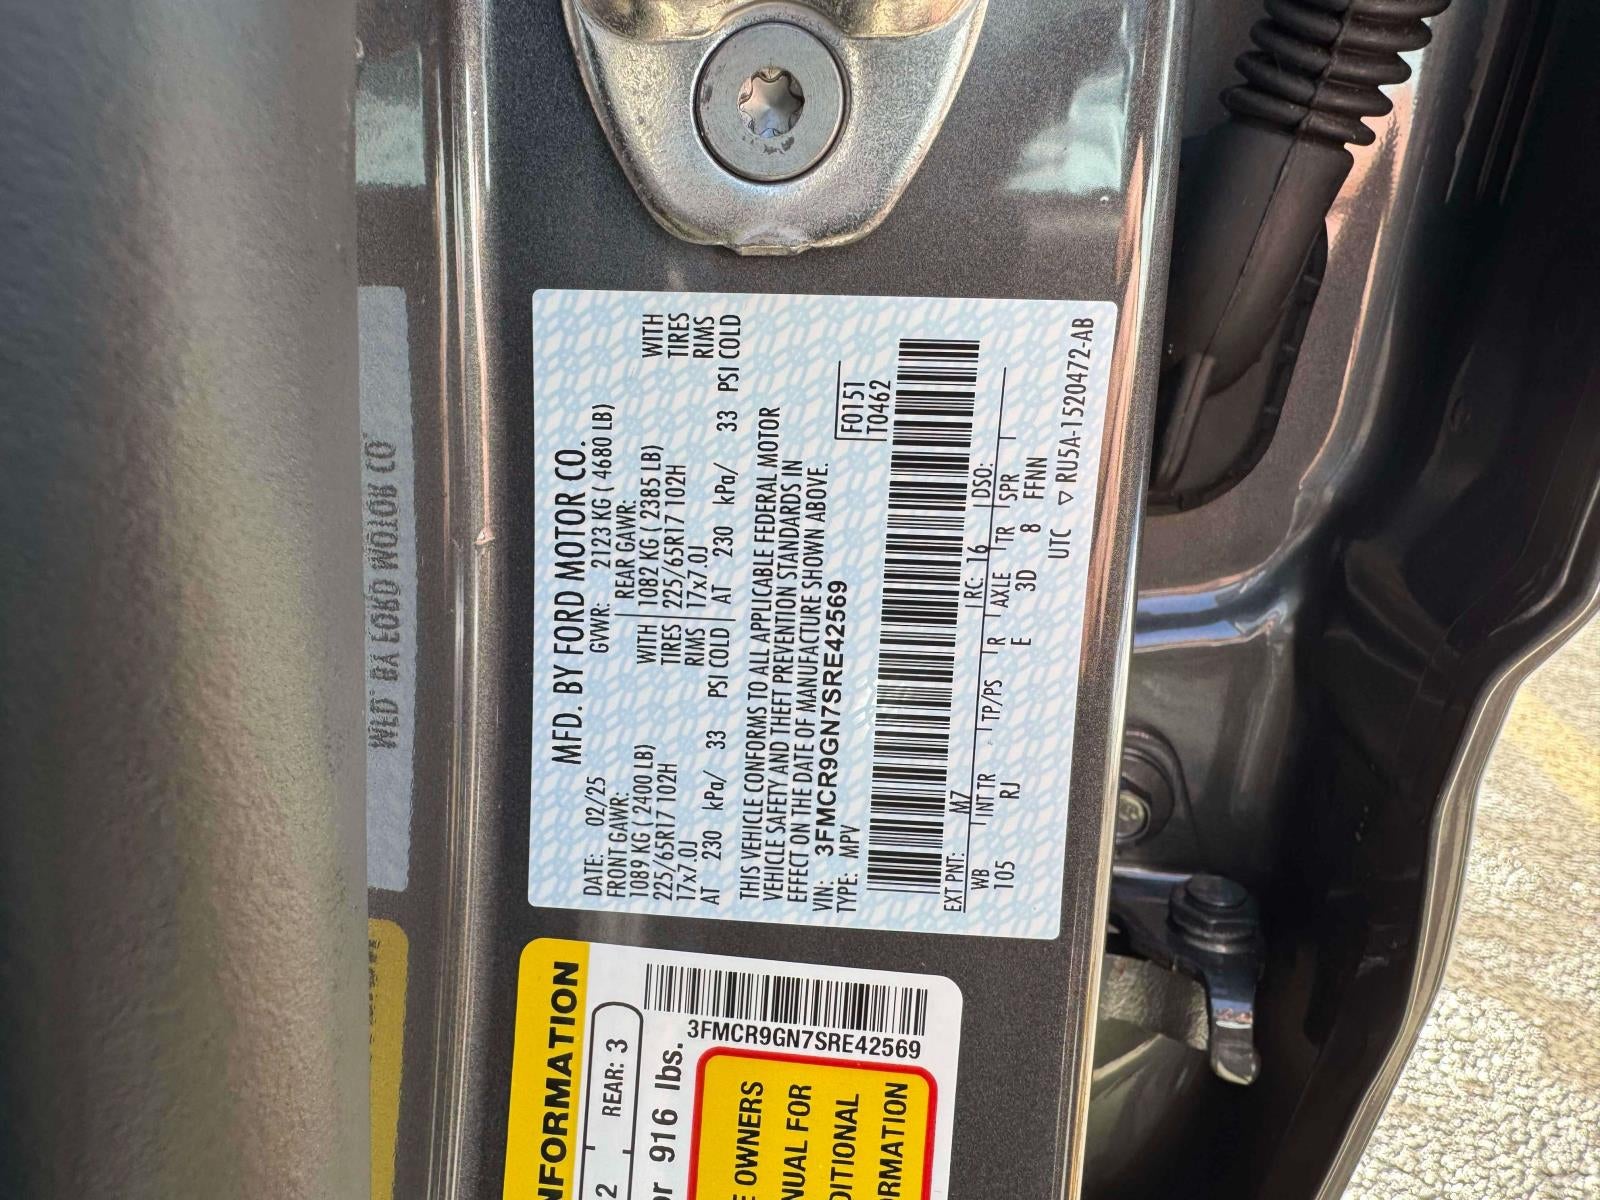 MFD. BY FORD MOTOR CO.
DATE: 02/25 GVWR: 2123 KG ( 4680 LB)
FRONT GAWR: REAR GAWR:
1089 KG ( 2400 LB) WITH 1082 KG ( 2385 LB) WITH
225/65R17 102H TIRES 225/65R17 102H TIRES
17x7.0J RIMS 17x7.0J RIMS
AT 230 kPa/ 33 PSI COLD AT 230 kPa/ 33 PSI COLD
THIS VEHICLE CONFORMS TO ALL APPLICABLE FEDERAL MOTOR
VEHICLE SAFETY AND THEFT PREVENTION STANDARDS IN
EFFECT ON THE DATE OF MANUFACTURE SHOWN ABOVE.
VIN: 3FMCR9GN7SRE42569 F0151
TYPE: MPV T0462
EXT PNT: M7 RC: 16 DSO:
WB INT TR TP/PS R AXLE TR SPR
105 RJ E 3D 8 FFNN
UTC ▽ RU5A-1520472-AB
NFORMATION
2 REAR: 3
or 916 lbs.
3FMCR9GN7SRE42569
E OWNERS
NUAL FOR
DITIONAL
ORMATION
MFD. BY FORD MOTOR CO.